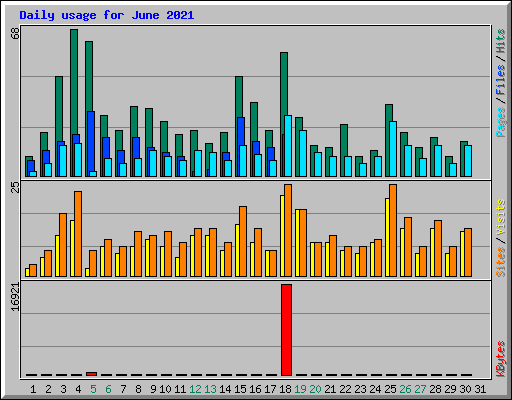 Daily usage for June 2021
68
Pages / Files / Hits
25
Sites / Visits
16921
KBytes
1 2 3 4 5 6 7 8 9 10 11 12 13 14 15 16 17 18 19 20 21 22 23 24 25 26 27 28 29 30 31